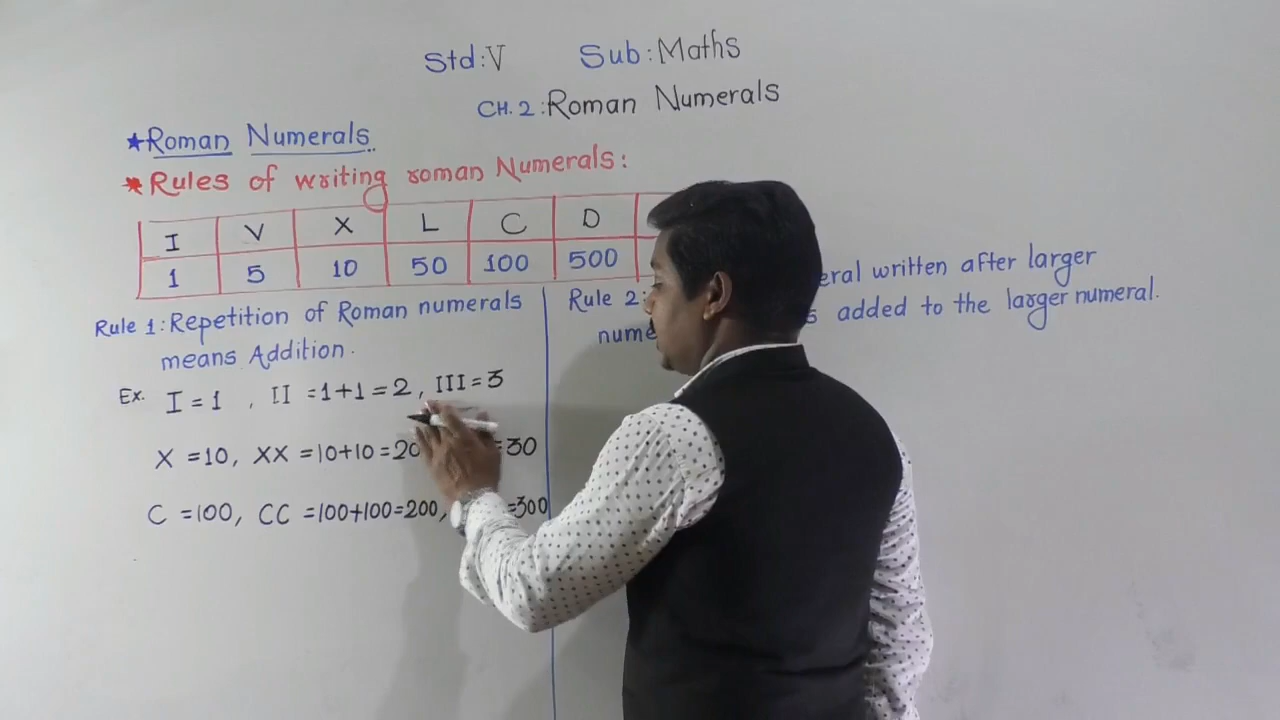 Std:V Sub:Maths
CH.2:Roman Numerals
★Roman Numerals
★Rules of writing roman Numerals:
I V X L C D
1 5 10 50 100 500
Rule 1:Repetition of Roman numerals
means Addition.
Ex. I=1 , II =1+1=2, III=3
X =10, XX =10+10=20 =30
C =100, CC =100+100=200, =300
Rule 2: written after larger
added to the larger numeral.